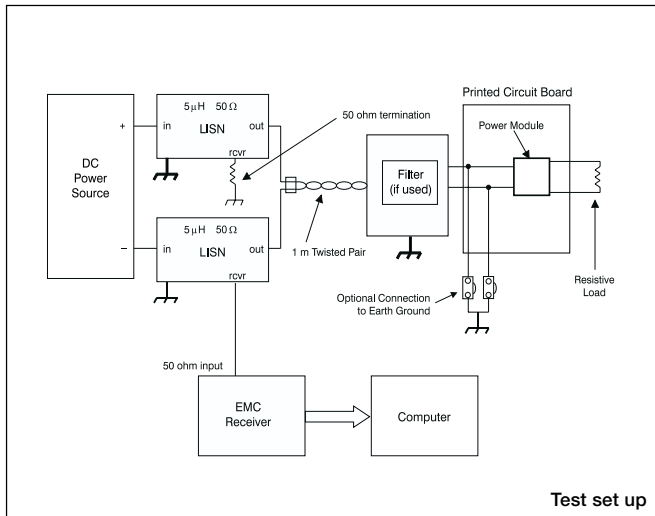 Printed Circuit Board
5 µH 50 Ω
in
out
LISN
rcvr
50 ohm termination
Power Module
+
DC
Power
Source
–
Filter
(if used)
5 µH 50 Ω
in
out
LISN
rcvr
1 m Twisted Pair
Optional Connection
to Earth Ground
Resistive
Load
50 ohm input
EMC
Receiver
Computer
Test set up